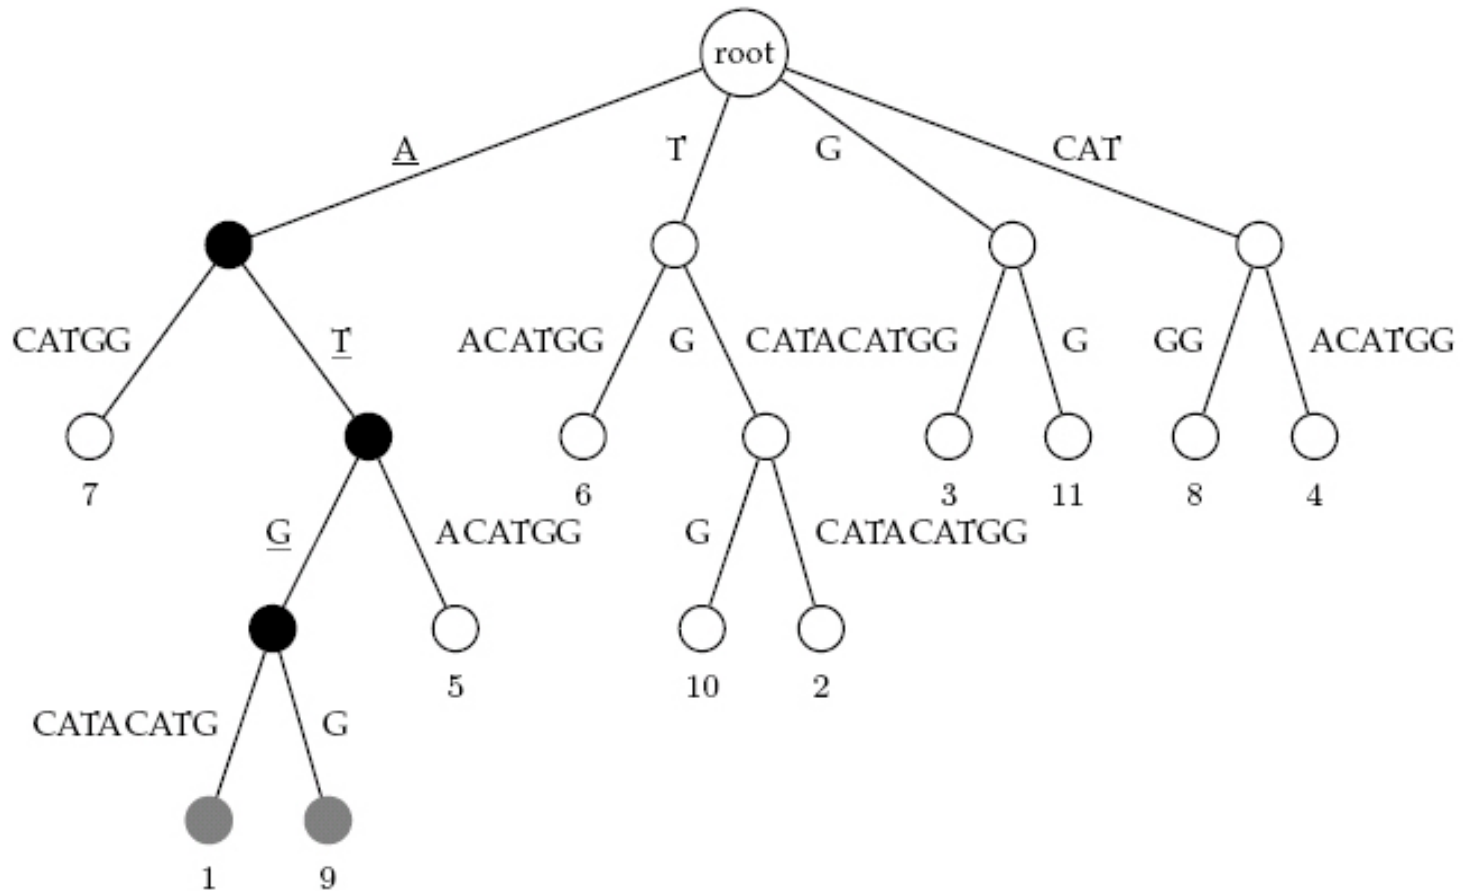 root
A T G CAT
CATGG T ACATGG G CATACATGG G GG ACATGG
7 6 3 11 8 4
G ACATGG G CATACATGG
5 10 2
CATACATG G
1 9